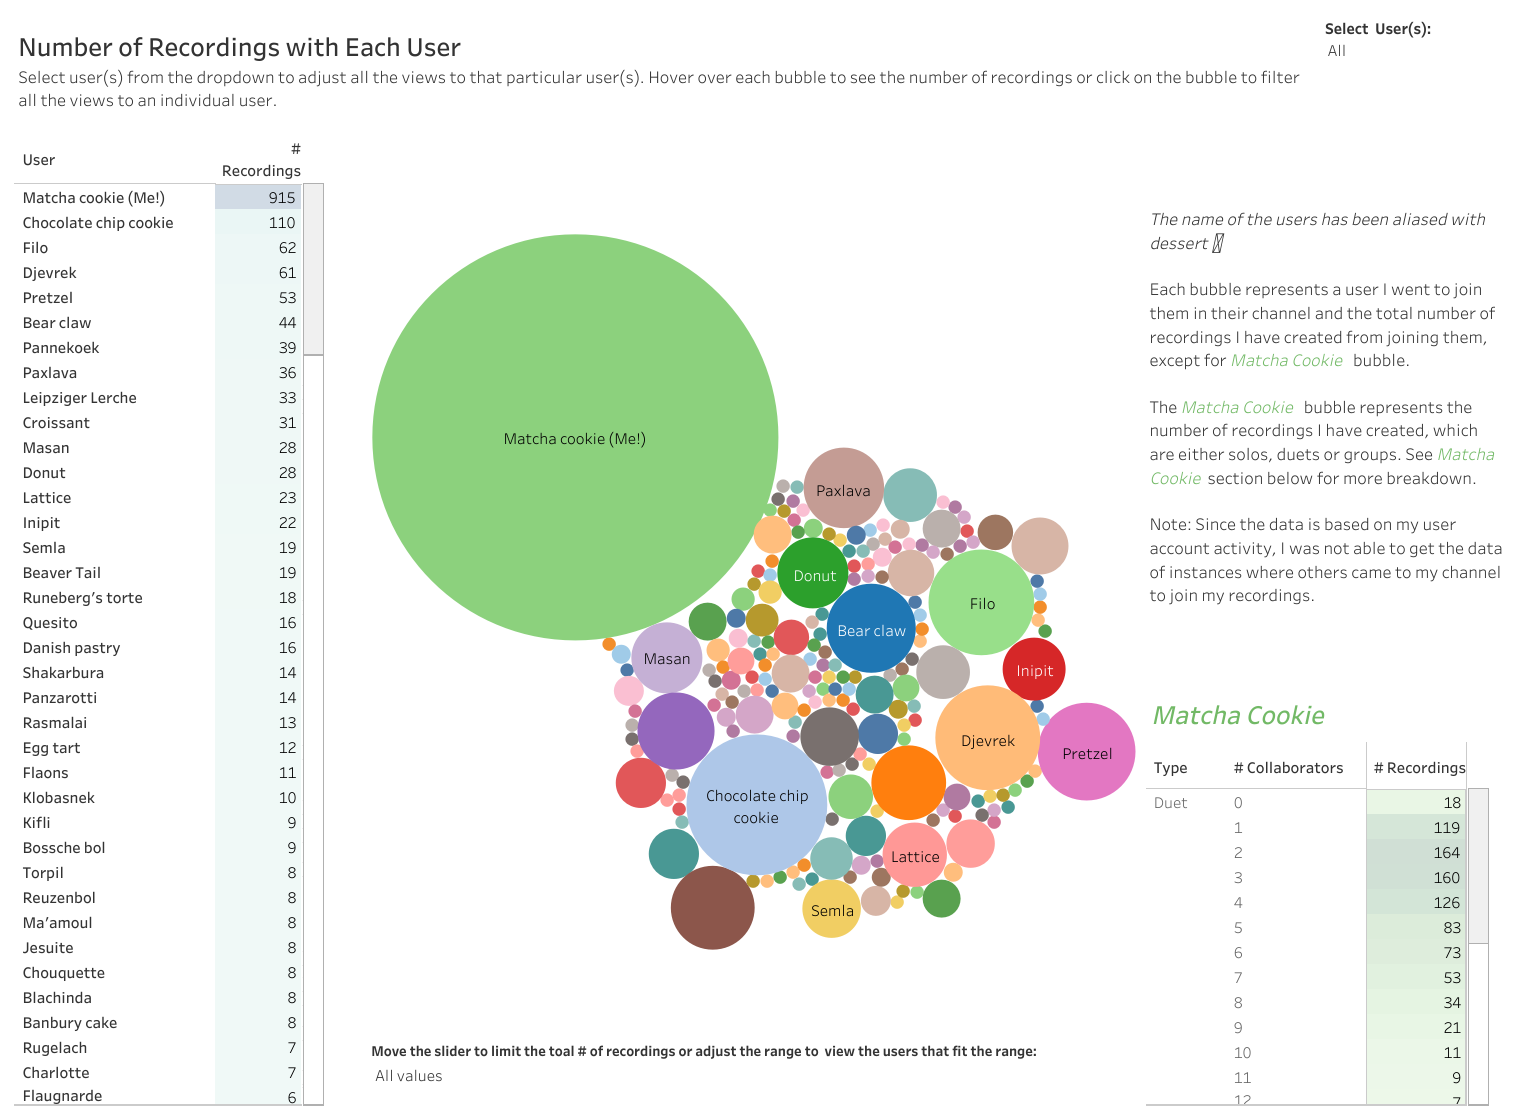 Select User(s):
All
Number of Recordings with Each User
Select user(s) from the dropdown to adjust all the views to that particular user(s). Hover over each bubble to see the number of recordings or click on the bubble to filter
all the views to an individual user.
User # Recordings
Matcha cookie (Me!) 915
Chocolate chip cookie 110
Filo 62
Djevrek 61
Pretzel 53
Bear claw 44
Pannekoek 39
Paxlava 36
Leipziger Lerche 33
Croissant 31
Masan 28
Donut 28
Lattice 23
Inipit 22
Semla 19
Beaver Tail 19
Runeberg’s torte 18
Quesito 16
Danish pastry 16
Shakarbura 14
Panzarotti 14
Rasmalai 13
Egg tart 12
Flaons 11
Klobasnek 10
Kifli 9
Bossche bol 9
Torpil 8
Reuzenbol 8
Ma’amoul 8
Jesuite 8
Chouquette 8
Blachinda 8
Banbury cake 8
Rugelach 7
Charlotte 7
Flaugnarde 6
Matcha cookie (Me!)
Paxlava
Donut
Filo
Bear claw
Masan
Inipit
Djevrek
Pretzel
Chocolate chip
cookie
Lattice
Semla
Move the slider to limit the toal # of recordings or adjust the range to view the users that fit the range:
All values
The name of the users has been aliased with
dessert
Each bubble represents a user I went to join
them in their channel and the total number of
recordings I have created from joining them,
except for Matcha Cookie bubble.
The Matcha Cookie bubble represents the
number of recordings I have created, which
are either solos, duets or groups. See Matcha
Cookie section below for more breakdown.
Note: Since the data is based on my user
account activity, I was not able to get the data
of instances where others came to my channel
to join my recordings.
Matcha Cookie
Type # Collaborators # Recordings
Duet 0 18
1 119
2 164
3 160
4 126
5 83
6 73
7 53
8 34
9 21
10 11
11 9
12 7